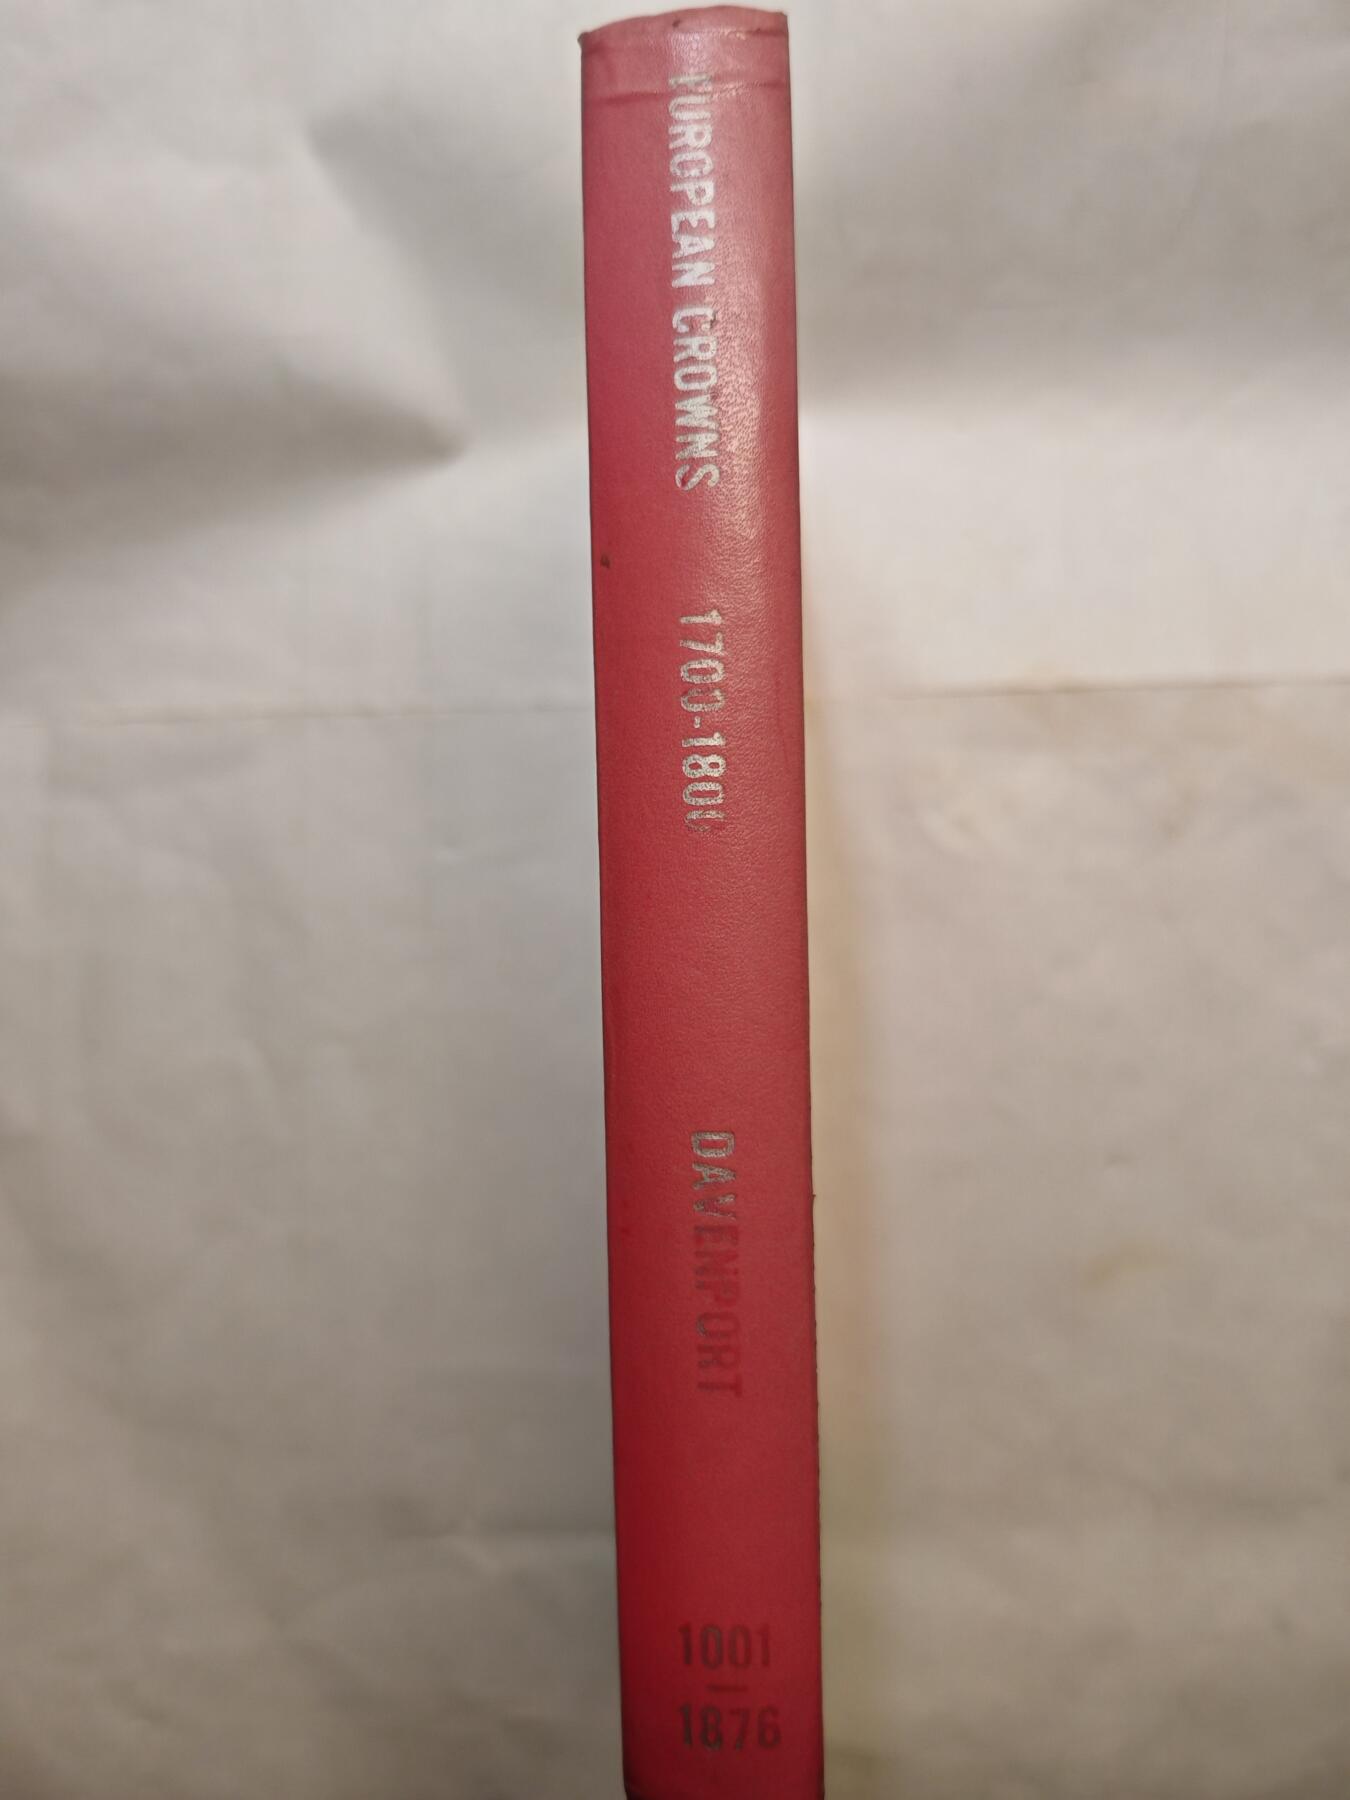 EUROPEAN CROWNS 1700-1800 DAVENPORT
1001
-
1876